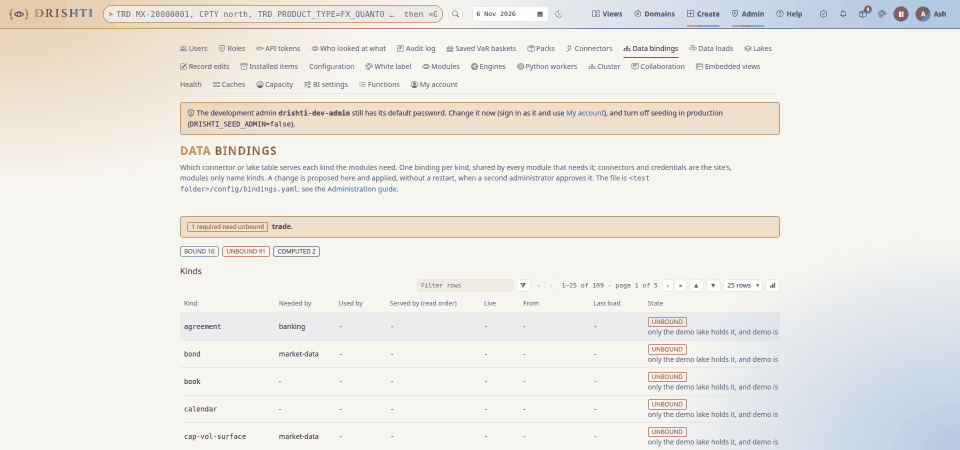 {👁} DRISHTI
> TRD MX-20000001, CPTY north, TRD PRODUCT_TYPE=FX_QUANTO … then <G
6 Nov 2026
Views Domains Create Admin Help
A Ash
Users Roles API tokens Who looked at what Audit log Saved VaR baskets Packs Connectors Data bindings Data loads Lakes
Record edits Installed items Configuration White label Modules Engines Python workers Cluster Collaboration Embedded views
Health Caches Capacity BI settings Functions My account
The development admin drishti-dev-admin still has its default password. Change it now (sign in as it and use My account), and turn off seeding in production
(DRISHTI_SEED_ADMIN=false).
DATA BINDINGS
Which connector or lake table serves each kind the modules need. One binding per kind, shared by every module that needs it; connectors and credentials are the site's,
modules only name kinds. A change is proposed here and applied, without a restart, when a second administrator approves it. The file is <test
folder>/config/bindings.yaml; see the Administration guide.
1 required need unbound trade.
BOUND 16 UNBOUND 91 COMPUTED 2
Kinds
Filter rows « ‹ 1–25 of 109 · page 1 of 5 › » ▲ ▼ 25 rows ▾
Kind Needed by Used by Served by (read order) Live From Last load State
agreement banking - - - - - UNBOUND
only the demo lake holds it, and demo is
bond market-data - - - - - UNBOUND
only the demo lake holds it, and demo is
book - - - - - - UNBOUND
only the demo lake holds it, and demo is
calendar - - - - - - UNBOUND
only the demo lake holds it, and demo is
cap-vol-surface market-data - - - - - UNBOUND
only the demo lake holds it, and demo is